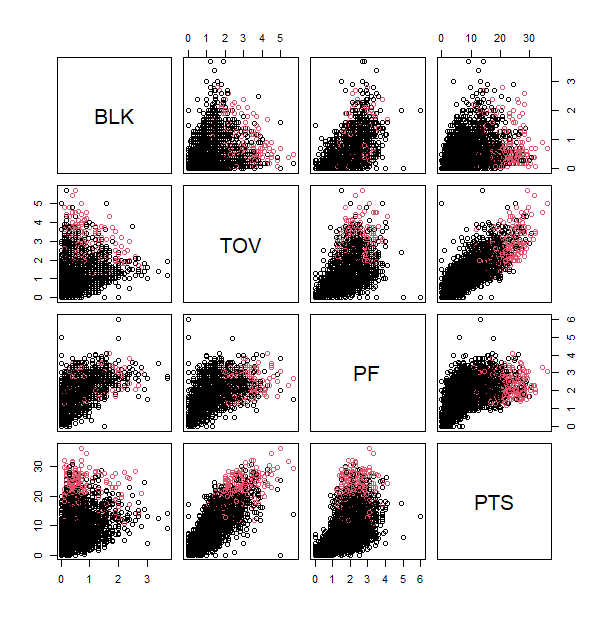 0 1 2 3 4 5
0 10 20 30
BLK
0 1 2 3
0 1 2 3 4 5
TOV
PF
0 1 2 3 4 5 6
0 10 20 30
PTS
0 1 2 3
0 1 2 3 4 5 6